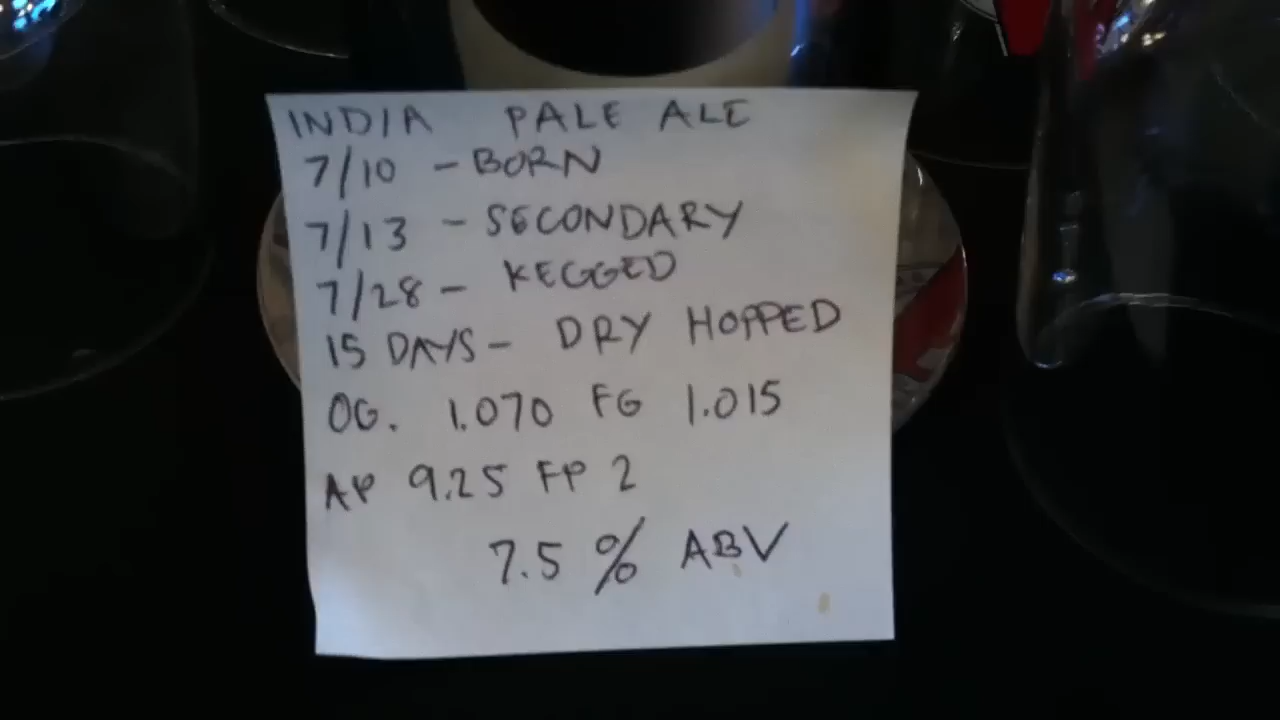 INDIA PALE ALE
7/10 - BORN
7/13 - SECONDARY
7/28 - KEGGED
15 DAYS - DRY HOPPED
OG. 1.070 FG 1.015
AP 9.25 FP 2
7.5 % ABV